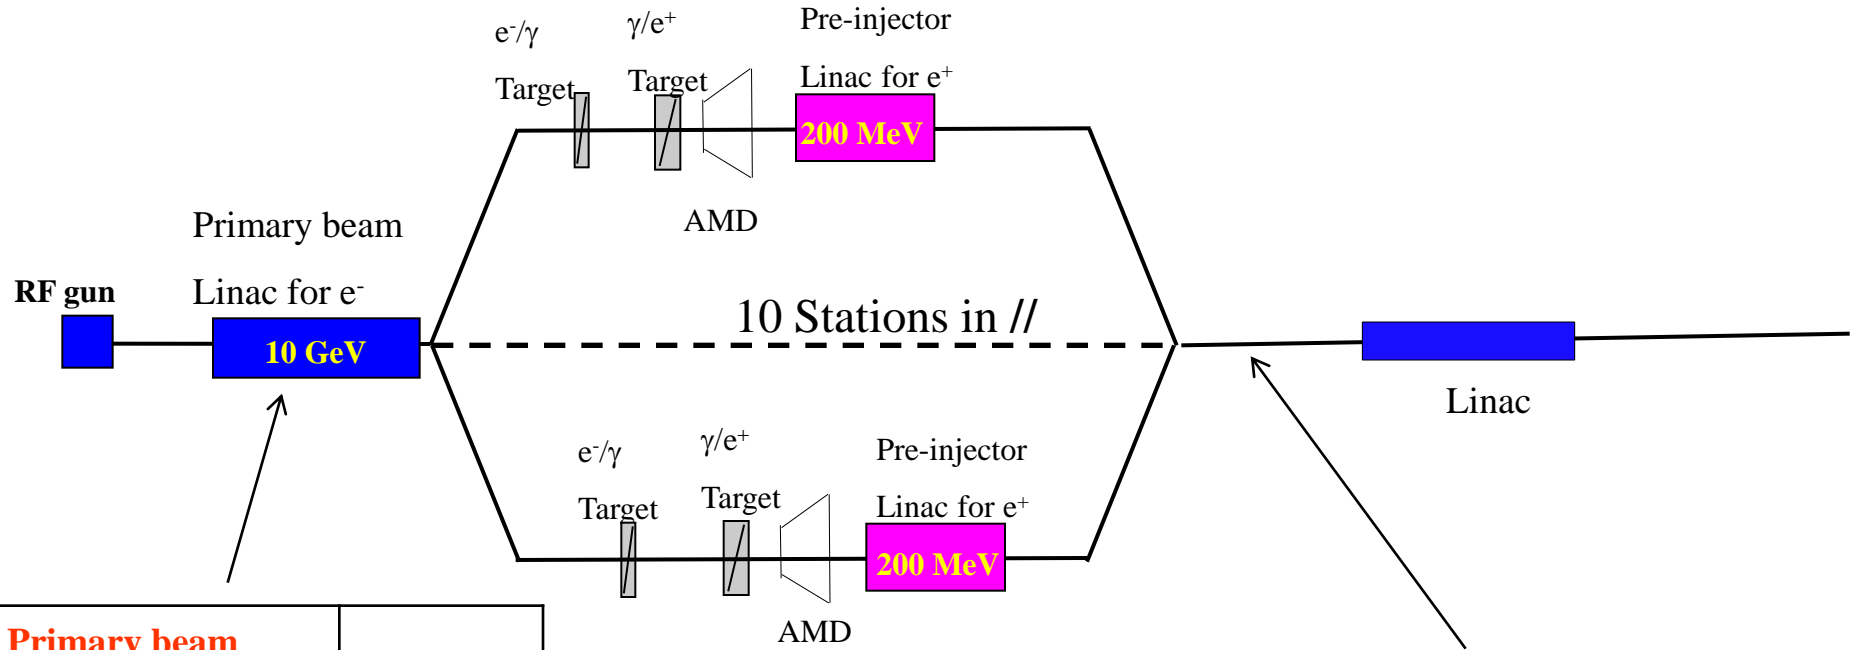 e⁻/γ
Target
γ/e⁺
Target
Pre-injector
Linac for e⁺
200 MeV
AMD
Primary beam
Linac for e⁻
RF gun
10 GeV
10 Stations in //
Linac
e⁻/γ
Target
γ/e⁺
Target
Pre-injector
Linac for e⁺
200 MeV
AMD
Primary beam